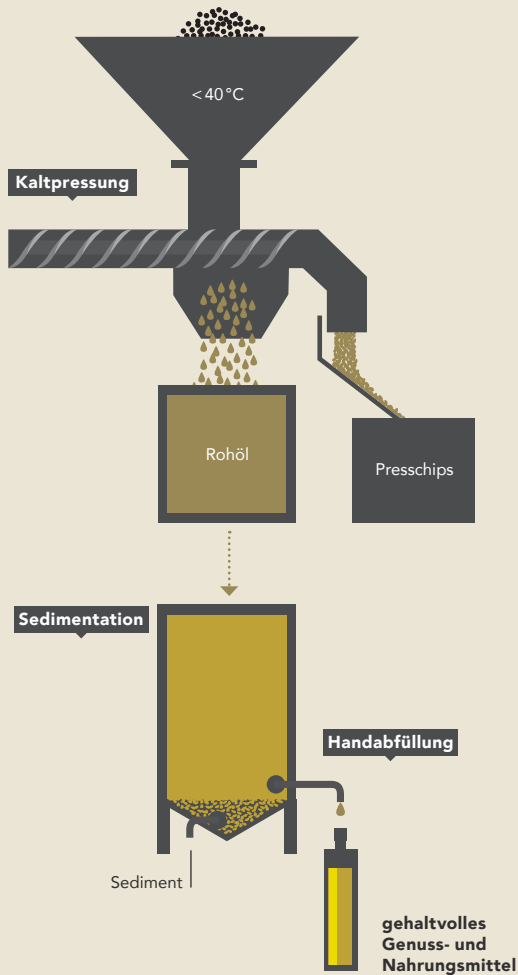 <40°C
Kaltpressung
Rohöl
Presschips
Sedimentation
Handabfüllung
Sediment
gehaltvolles
Genuss- und
Nahrungsmittel